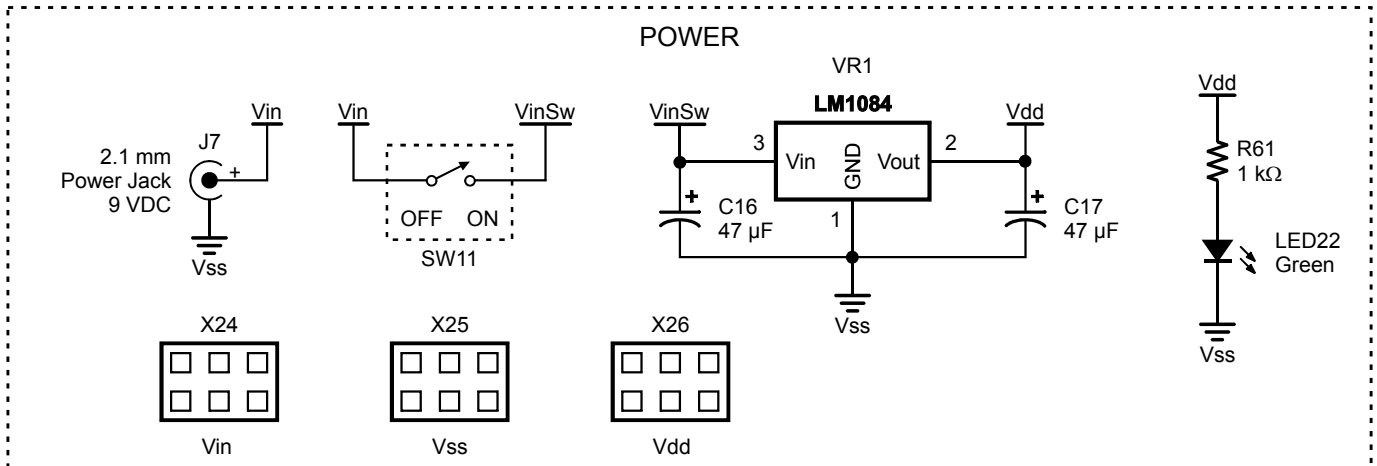 POWER
J7
2.1 mm
Power Jack
9 VDC
+
Vin
Vss
Vin
VinSw
OFF ON
SW11
VR1
LM1084
VinSw
3
Vin
GND
Vout
2
Vdd
1
+
C16
47 µF
+
C17
47 µF
Vss
Vdd
R61
1 kΩ
LED22
Green
Vss
X24
Vin
X25
Vss
X26
Vdd